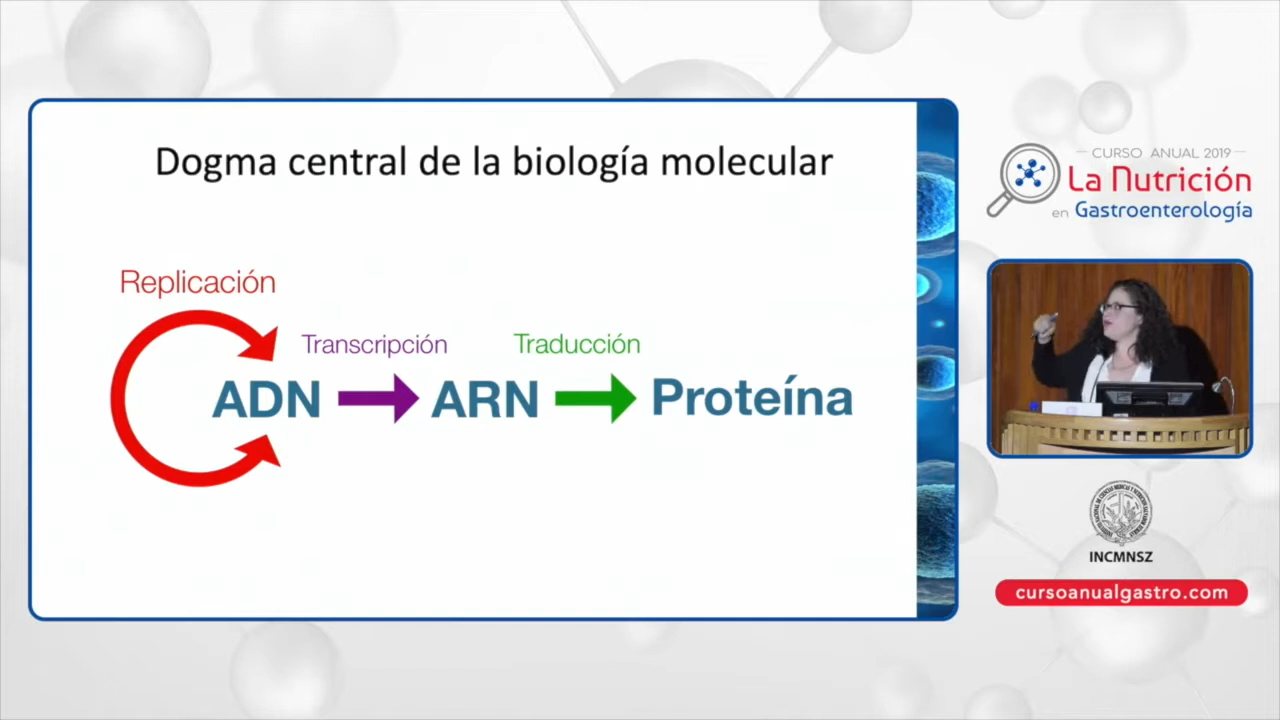 Dogma central de la biología molecular
Replicación
Transcripción
Traducción
ADN
ARN
Proteína
CURSO ANUAL 2019
La Nutrición
en Gastroenterología
INCMNSZ
cursoanualgastro.com